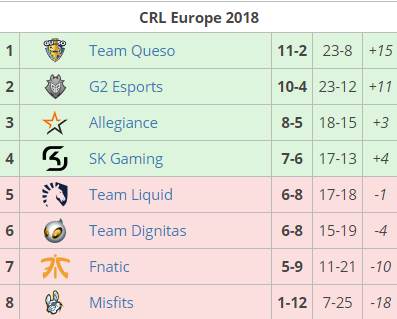 CRL Europe 2018
1 Team Queso 11-2 23-8 +15
2 G2 Esports 10-4 23-12 +11
3 Allegiance 8-5 18-15 +3
4 SK Gaming 7-6 17-13 +4
5 Team Liquid 6-8 17-18 -1
6 Team Dignitas 6-8 15-19 -4
7 Fnatic 5-9 11-21 -10
8 Misfits 1-12 7-25 -18